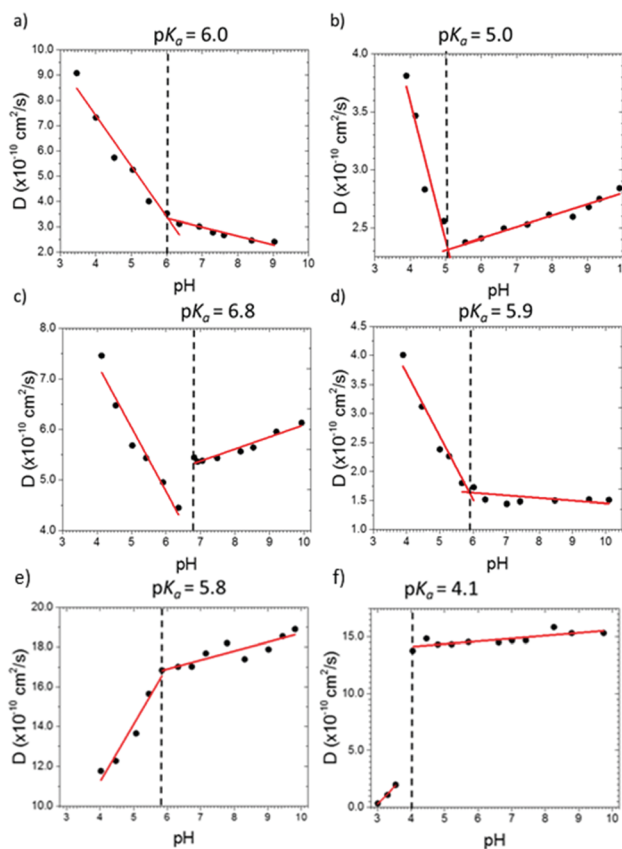 a)
pKa = 6.0
10.0
9.0
8.0
7.0
6.0
5.0
4.0
3.0
2.0
D (x10-10 cm2/s)
3 4 5 6 7 8 9 10
pH
b)
pKa = 5.0
4.0
3.5
3.0
2.5
D (x10-10 cm2/s)
3 4 5 6 7 8 9 10
pH
c)
pKa = 6.8
8.0
7.0
6.0
5.0
4.0
D (x10-10 cm2/s)
3 4 5 6 7 8 9 10
pH
d)
pKa = 5.9
4.5
4.0
3.5
3.0
2.5
2.0
1.5
1.0
D (x10-10 cm2/s)
3 4 5 6 7 8 9 10
pH
e)
pKa = 5.8
20.0
18.0
16.0
14.0
12.0
10.0
D (x10-10 cm2/s)
3 4 5 6 7 8 9 10
pH
f)
pKa = 4.1
15.0
10.0
5.0
0.0
D (x10-10 cm2/s)
3 4 5 6 7 8 9 10
pH